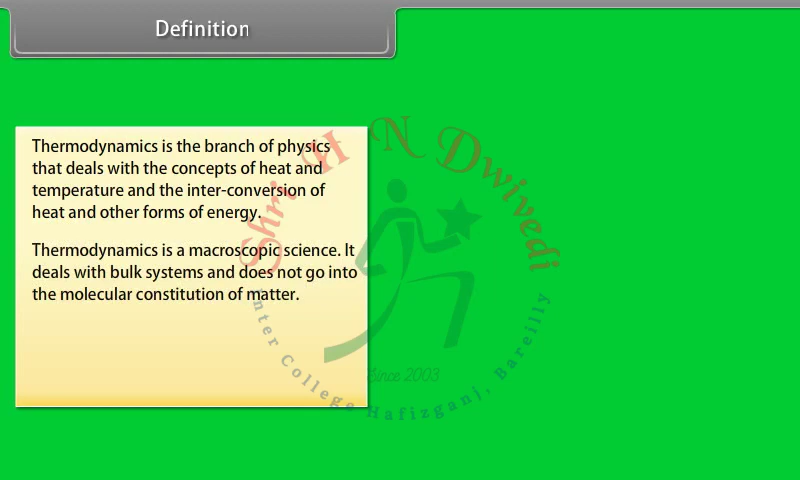 Definition
Thermodynamics is the branch of physics
that deals with the concepts of heat and
temperature and the inter-conversion of
heat and other forms of energy.
Thermodynamics is a macroscopic science. It
deals with bulk systems and does not go into
the molecular constitution of matter.
Shri H N Dwivedi
Since 2003
Inter College Hafizganj, Bareilly